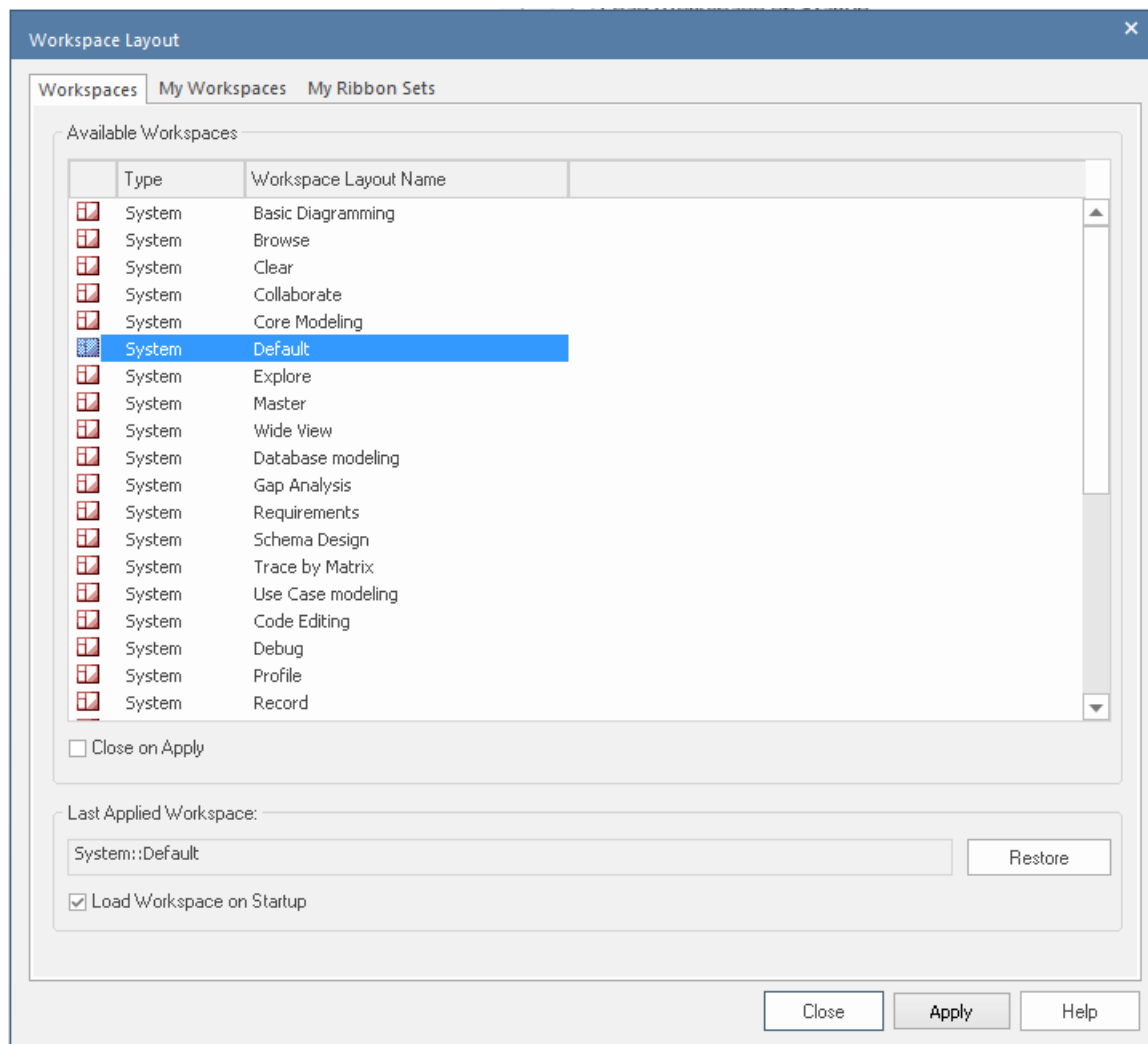 Workspace Layout
Workspaces My Workspaces My Ribbon Sets
Available Workspaces
Type Workspace Layout Name
System Basic Diagramming
System Browse
System Clear
System Collaborate
System Core Modeling
System Default
System Explore
System Master
System Wide View
System Database modeling
System Gap Analysis
System Requirements
System Schema Design
System Trace by Matrix
System Use Case modeling
System Code Editing
System Debug
System Profile
System Record
Close on Apply
Last Applied Workspace:
System::Default
Restore
Load Workspace on Startup
Close Apply Help